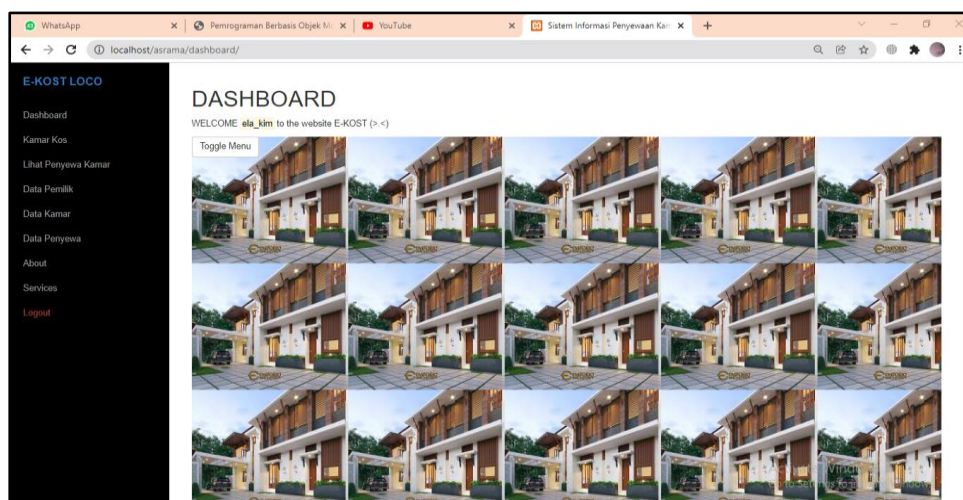 WhatsApp
Pemrograman Berbasis Objek Mo
YouTube
Sistem Informasi Penyewaan Kam
localhost/asrama/dashboard/
E-KOST LOCO
Dashboard
Kamar Kos
Lihat Penyewa Kamar
Data Pemilik
Data Kamar
Data Penyewa
About
Services
Logout
DASHBOARD
WELCOME ela_kim to the website E-KOST (>.<)
Toggle Menu